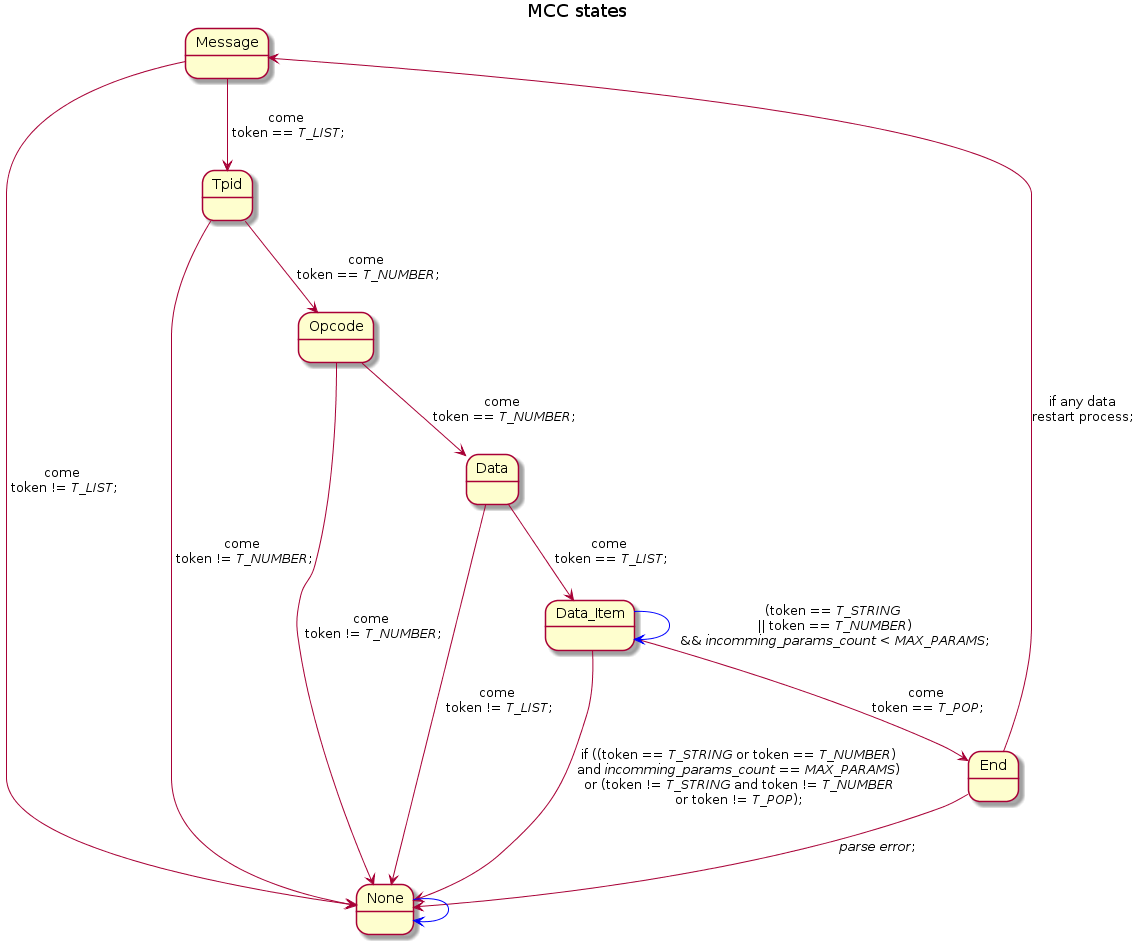 MCC states
Message
come
token == T_LIST;
Tpid
come
token == T_NUMBER;
Opcode
if any data
restart process;
come
token == T_NUMBER;
Data
come
token != T_LIST;
come
token != T_NUMBER;
come
token == T_LIST;
Data_Item
(token == T_STRING
|| token == T_NUMBER)
&& incomming_params_count < MAX_PARAMS;
come
token != T_NUMBER;
come
token != T_LIST;
come
token == T_POP;
if ((token == T_STRING or token == T_NUMBER)
and incomming_params_count == MAX_PARAMS)
or (token != T_STRING and token != T_NUMBER
or token != T_POP);
End
parse error;
None